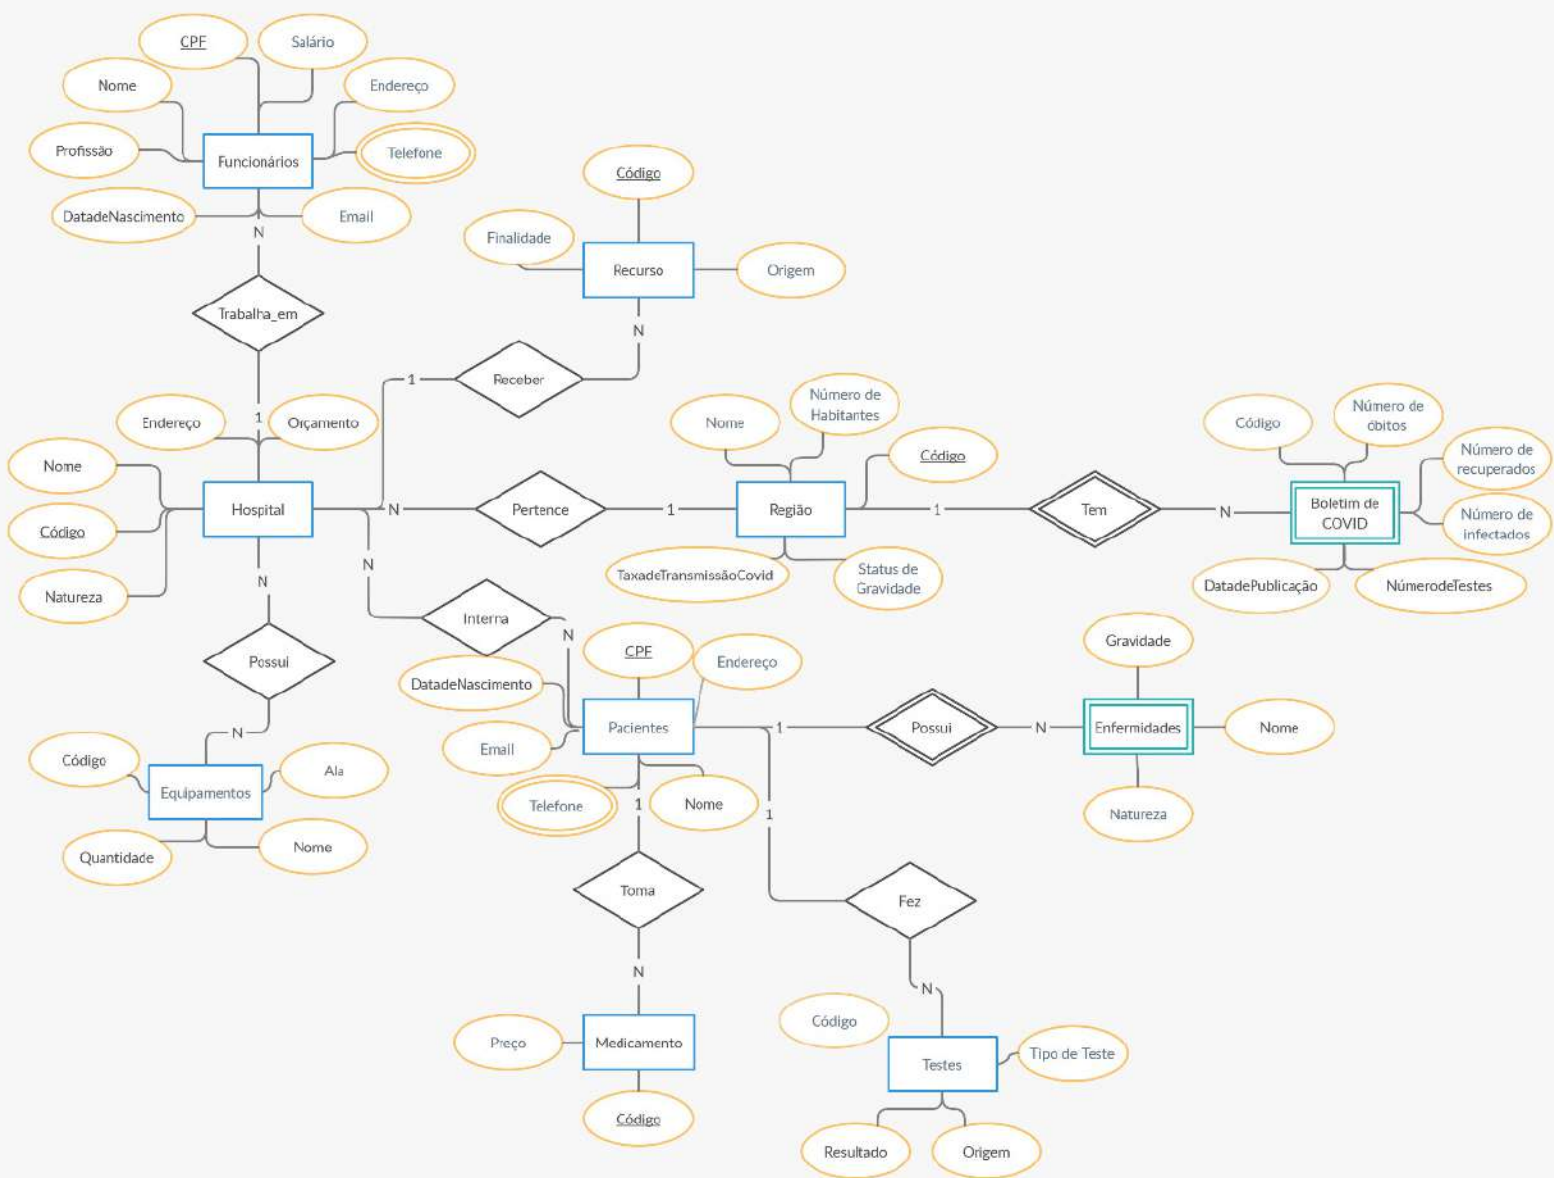 CPF
Salário
Nome
Endereço
Profissão
Funcionários
Telefone
DatadeNascimento
Email
N
Trabalha_em
1
Código
Finalidade
Recurso
Origem
N
1
Receber
Endereço
Orçamento
Nome
Código
Natureza
Hospital
N
Pertence
1
Nome
Número de
Habitantes
Código
Região
TaxadeTransmissãoCovid
Status de
Gravidade
1
Tem
N
Código
Número de
óbitos
Número de
recuperados
Número de
infectados
Boletim de
COVID
DatadePublicação
NúmerodeTestes
N
Interna
N
N
Possui
N
Código
Ala
Equipamentos
Quantidade
Nome
CPF
Endereço
DatadeNascimento
Pacientes
Email
Telefone
Nome
1
Possui
N
Gravidade
Enfermidades
Nome
Natureza
1
Toma
N
Preço
Medicamento
Código
1
Fez
N
Código
Testes
Tipo de Teste
Resultado
Origem